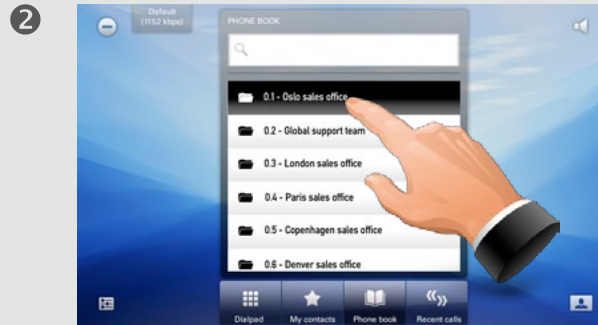 2
Default
(1152 kbps)
PHONE BOOK
0.1 - Oslo sales office
0.2 - Global support team
0.3 - London sales office
0.4 - Paris sales office
0.5 - Copenhagen sales office
0.6 - Denver sales office
Dialpad My contacts Phone book Recent calls